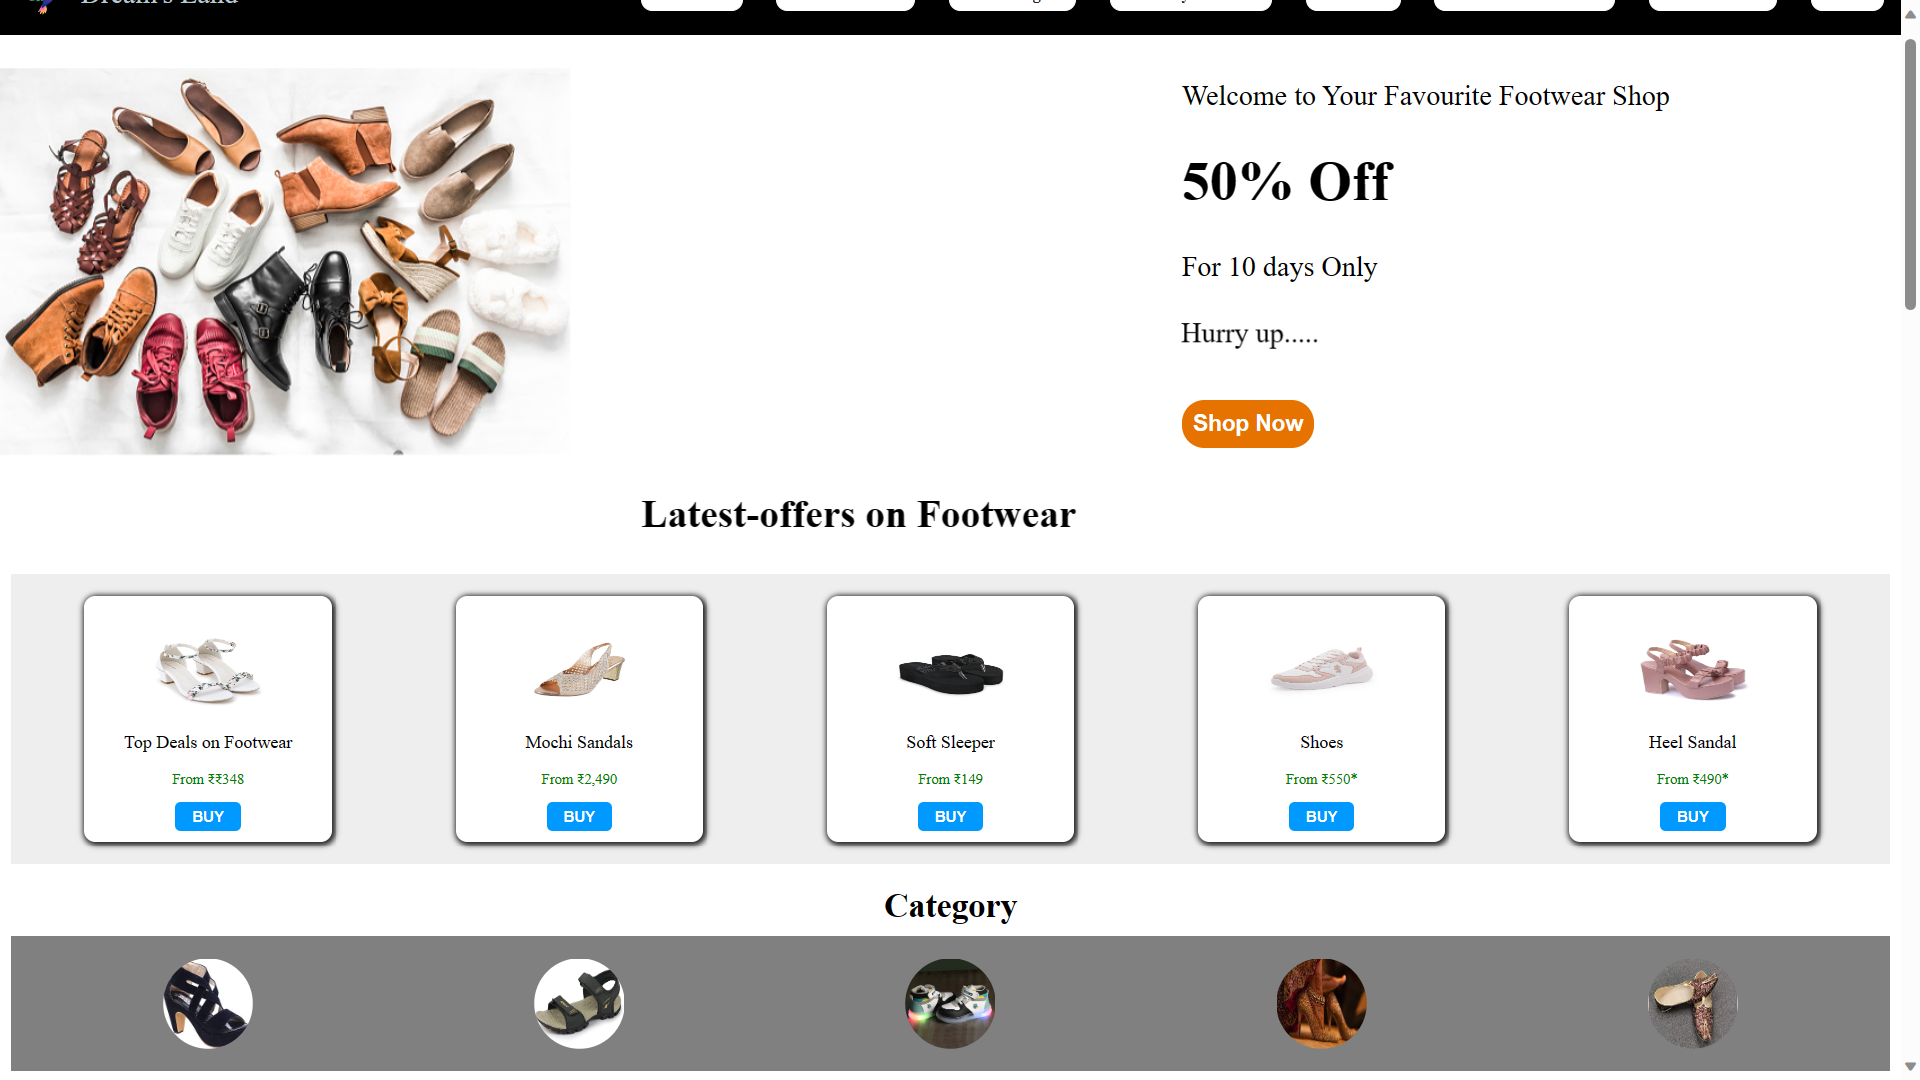 Dream's Land
Welcome to Your Favourite Footwear Shop
50% Off
For 10 days Only
Hurry up.....
Shop Now
Latest-offers on Footwear
Top Deals on Footwear
From ₹₹348
BUY
Mochi Sandals
From ₹2,490
BUY
Soft Sleeper
From ₹149
BUY
Shoes
From ₹550*
BUY
Heel Sandal
From ₹490*
BUY
Category